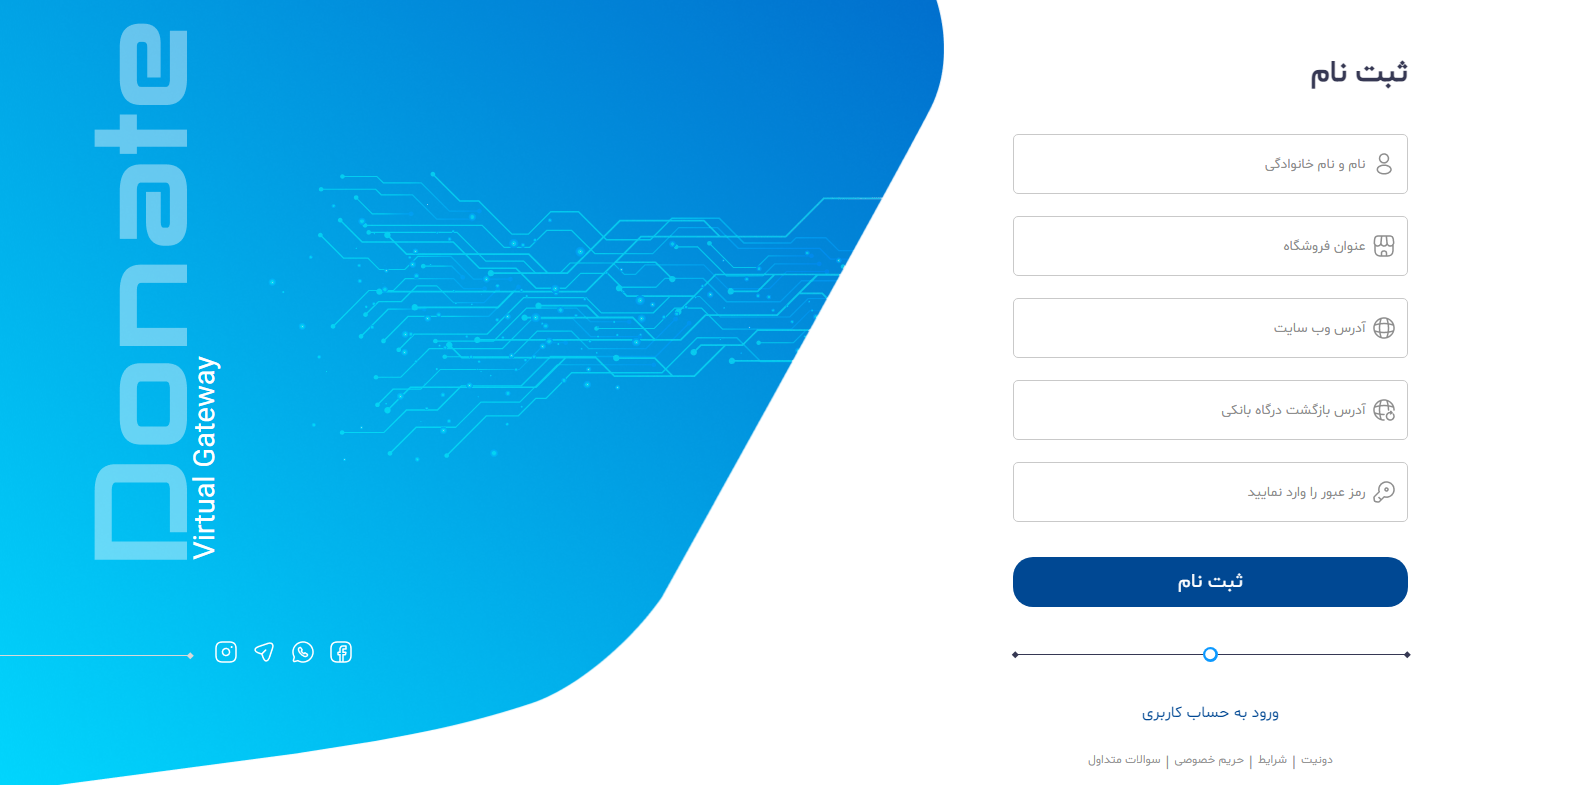 ثبت نام
نام و نام خانوادگی
عنوان فروشگاه
آدرس وب سایت
آدرس بازگشت درگاه بانکی
رمز عبور را وارد نمایید
ثبت نام
ورود به حساب کاربری
دونیت | شرایط | حریم خصوصی | سوالات متداول
Donate
Virtual Gateway